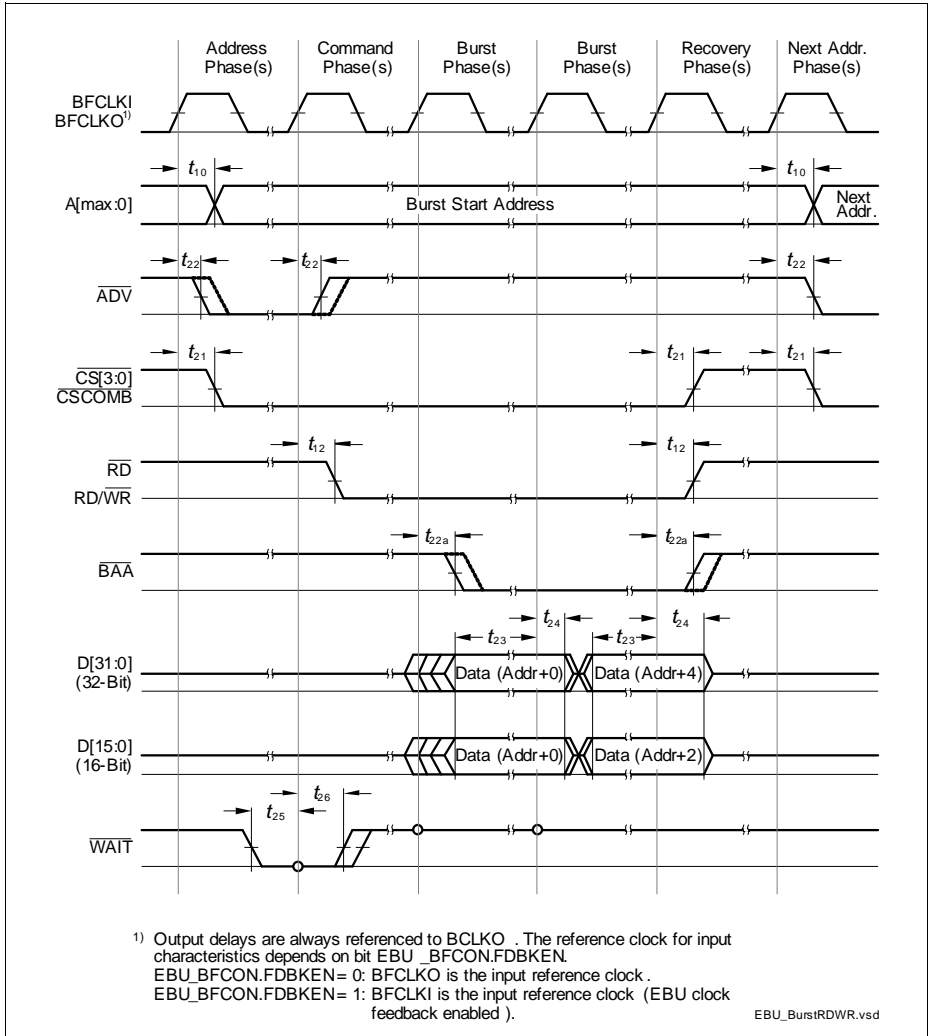 Address Phase(s) Command Phase(s) Burst Phase(s) Burst Phase(s) Recovery Phase(s) Next Addr. Phase(s)
BFCLKI
BFCLKO1)
t10 t10
A[max:0] Burst Start Address Next Addr.
t22 t22 t22
ADV
t21 t21 t21
CS[3:0]
CSCOMB
t12 t12
RD
RD/WR
t22a t22a
BAA
t24 t24
t23 t23
D[31:0]
(32-Bit)
Data (Addr+0) Data (Addr+4)
D[15:0]
(16-Bit)
Data (Addr+0) Data (Addr+2)
t26
t25
WAIT
1) Output delays are always referenced to BCLKO . The reference clock for input
characteristics depends on bit EBU _BFCON.FDBKEN.
EBU_BFCON.FDBKEN= 0: BFCLKO is the input reference clock .
EBU_BFCON.FDBKEN= 1: BFCLKI is the input reference clock (EBU clock
feedback enabled ).
EBU_BurstRDWR.vsd